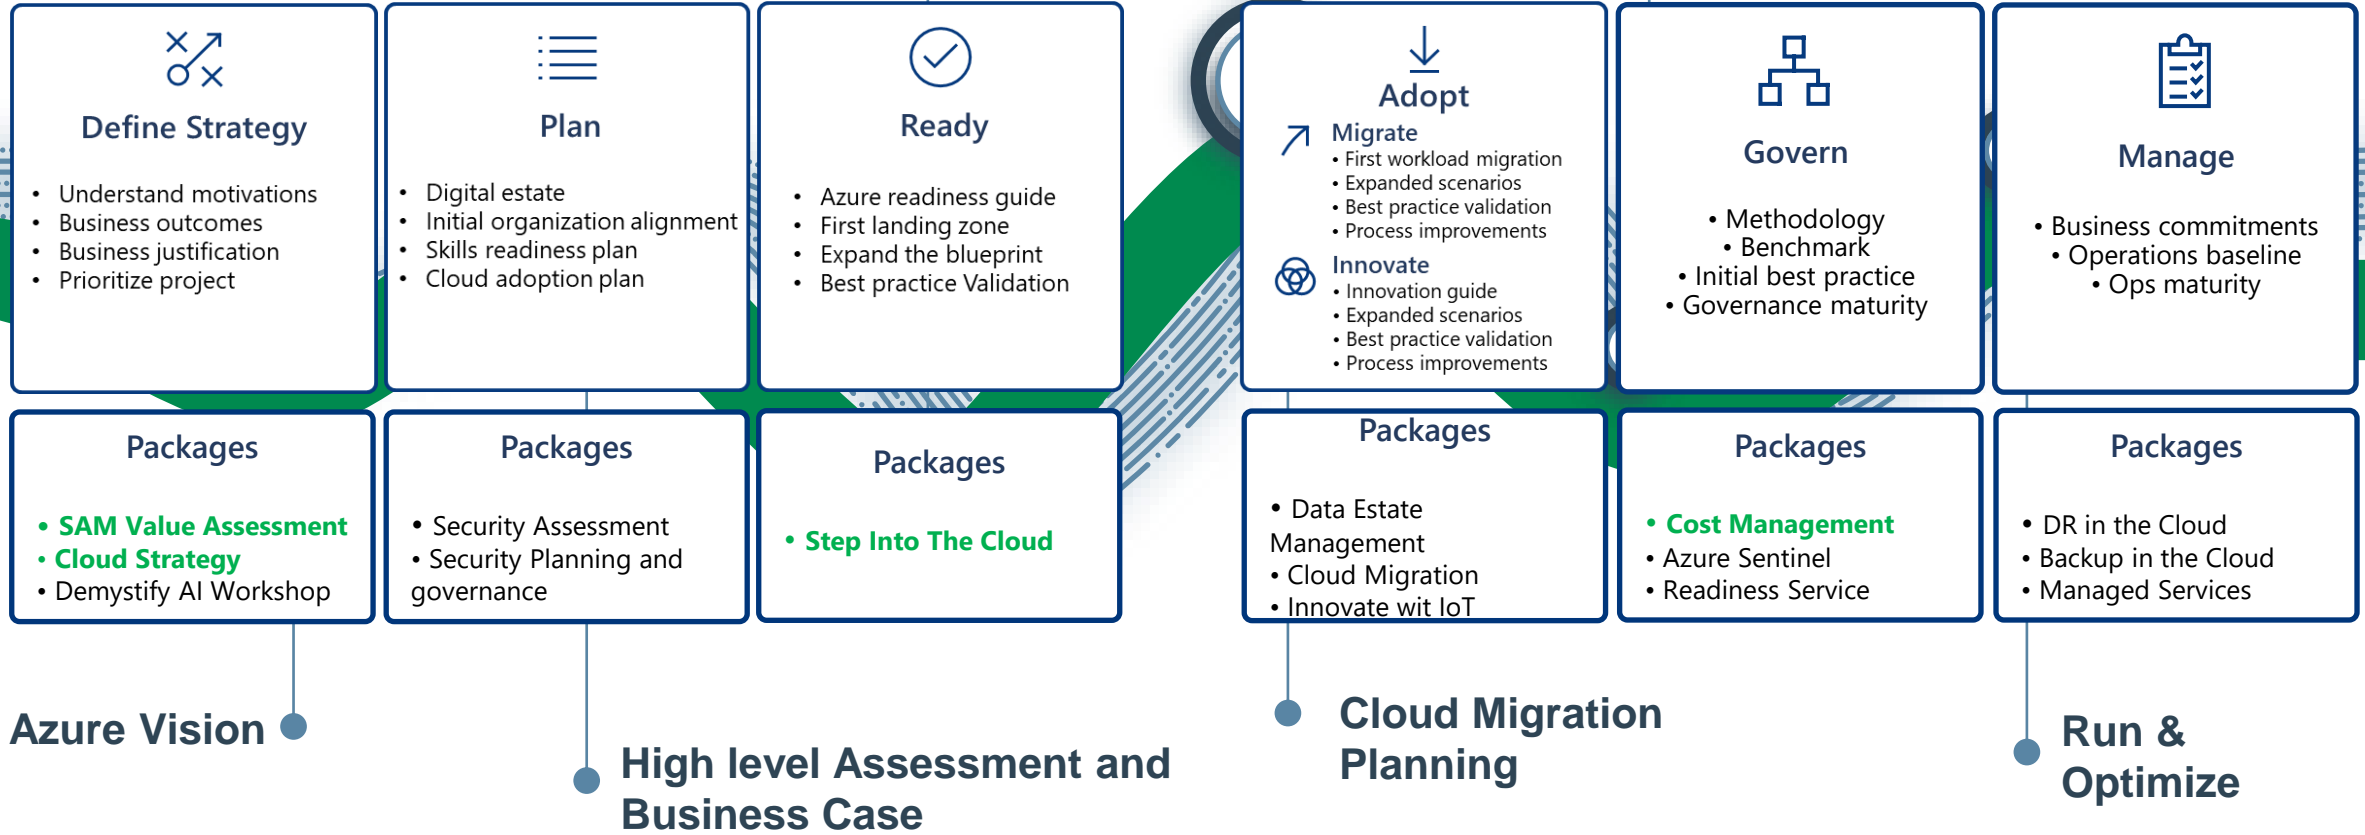 Define Strategy
• Understand motivations
• Business outcomes
• Business justification
• Prioritize project
Plan
• Digital estate
• Initial organization alignment
• Skills readiness plan
• Cloud adoption plan
Ready
• Azure readiness guide
• First landing zone
• Expand the blueprint
• Best practice Validation
Adopt
Migrate
• First workload migration
• Expanded scenarios
• Best practice validation
• Process improvements
Innovate
• Innovation guide
• Expanded scenarios
• Best practice validation
• Process improvements
Govern
• Methodology
• Benchmark
• Initial best practice
• Governance maturity
Manage
• Business commitments
• Operations baseline
• Ops maturity
Packages
• SAM Value Assessment
• Cloud Strategy
• Demystify AI Workshop
Packages
• Security Assessment
• Security Planning and
governance
Packages
• Step Into The Cloud
Packages
• Data Estate
Management
• Cloud Migration
• Innovate wit IoT
Packages
• Cost Management
• Azure Sentinel
• Readiness Service
Packages
• DR in the Cloud
• Backup in the Cloud
• Managed Services
Azure Vision
High level Assessment and
Business Case
Cloud Migration
Planning
Run &
Optimize